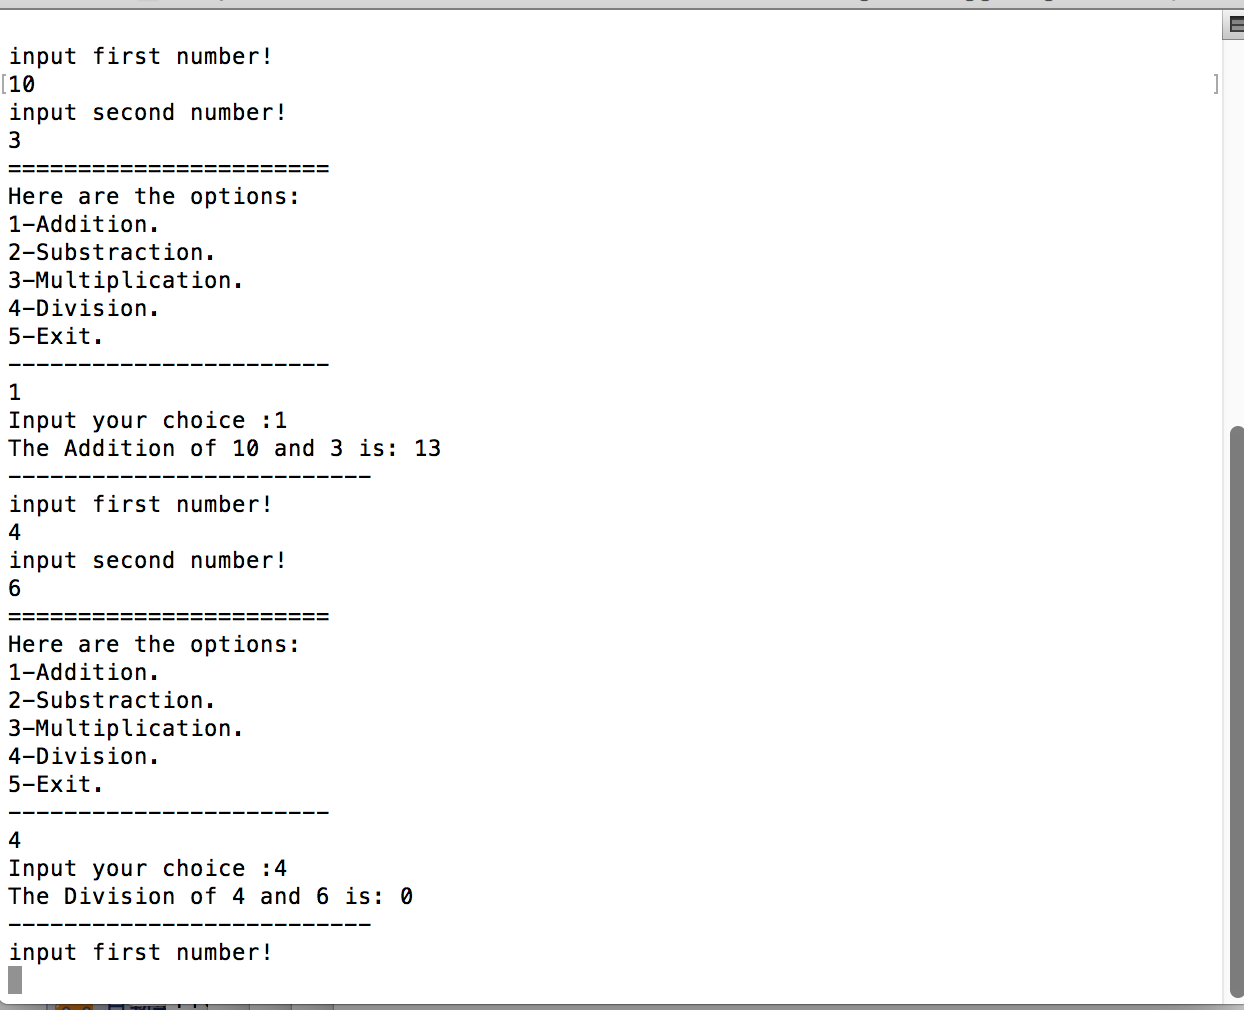 input first number!
[10 ]
input second number!
3
=======================
Here are the options:
1-Addition.
2-Substraction.
3-Multiplication.
4-Division.
5-Exit.
-----------------------
1
Input your choice :1
The Addition of 10 and 3 is: 13
--------------------------
input first number!
4
input second number!
6
=======================
Here are the options:
1-Addition.
2-Substraction.
3-Multiplication.
4-Division.
5-Exit.
-----------------------
4
Input your choice :4
The Division of 4 and 6 is: 0
--------------------------
input first number!